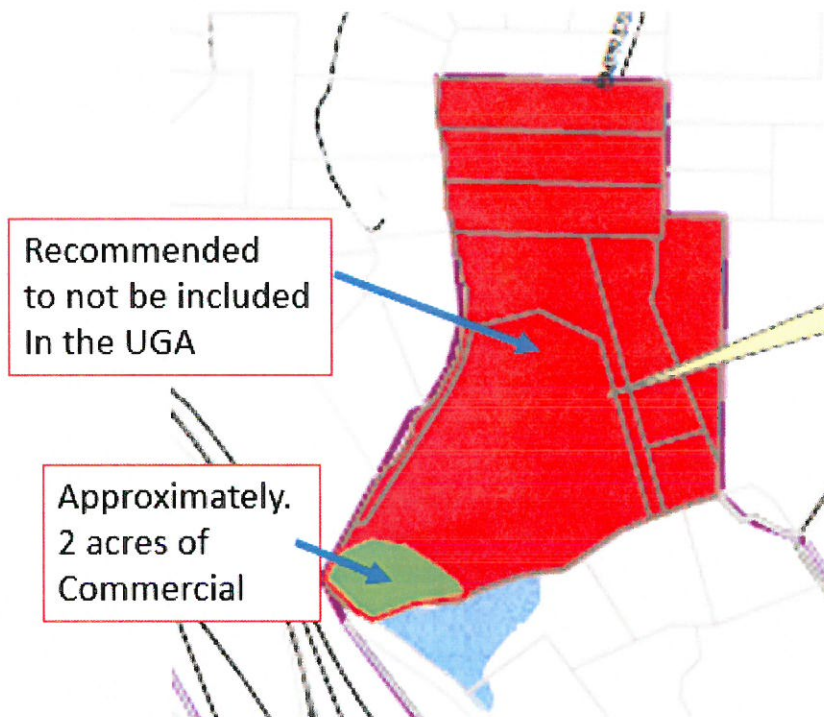 Recommended
to not be included
In the UGA
Approximately.
2 acres of
Commercial